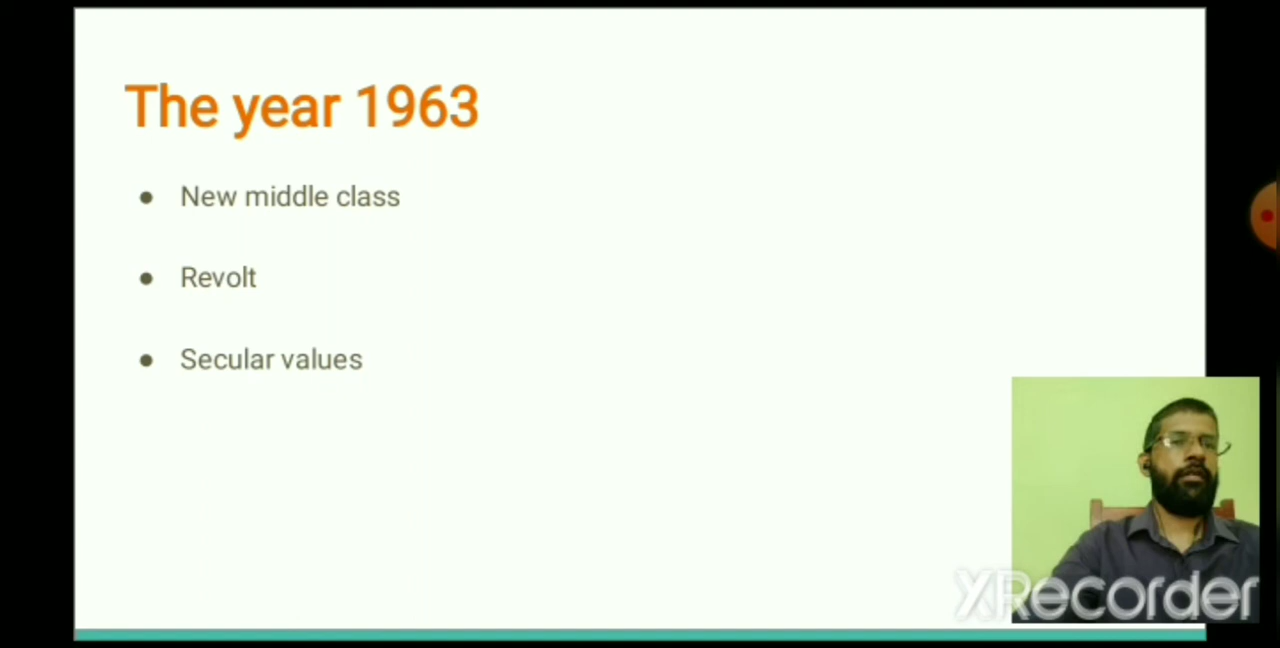 The year 1963
New middle class
Revolt
Secular values
XRecorder